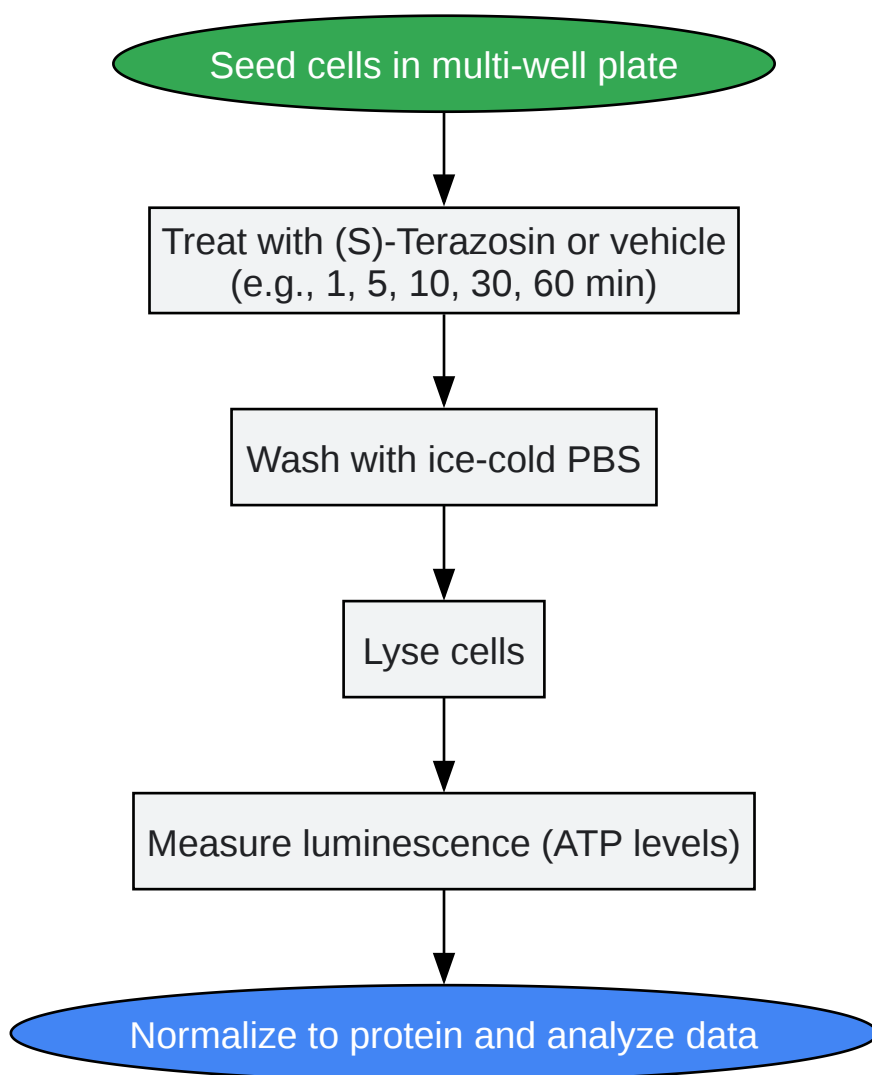 Seed cells in multi-well plate
Treat with (S)-Terazosin or vehicle
(e.g., 1, 5, 10, 30, 60 min)
Wash with ice-cold PBS
Lyse cells
Measure luminescence (ATP levels)
Normalize to protein and analyze data